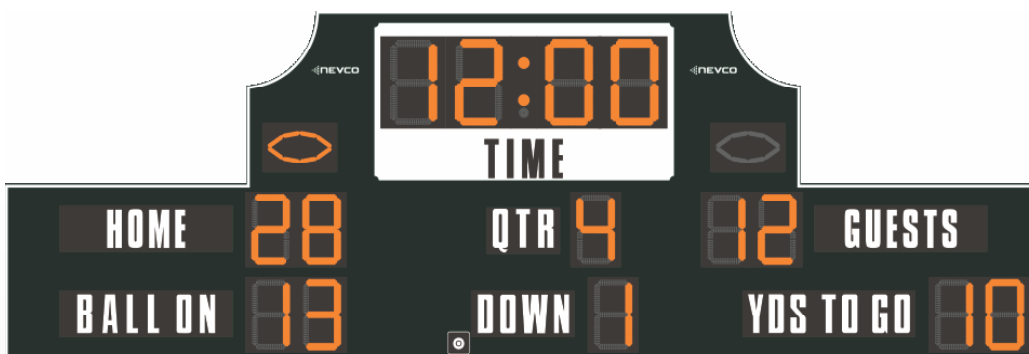 NEVCO 12:00 NEVCO
TIME
HOME 28 QTR 4 12 GUESTS
BALL ON 13 DOWN 1 YDS TO GO 10